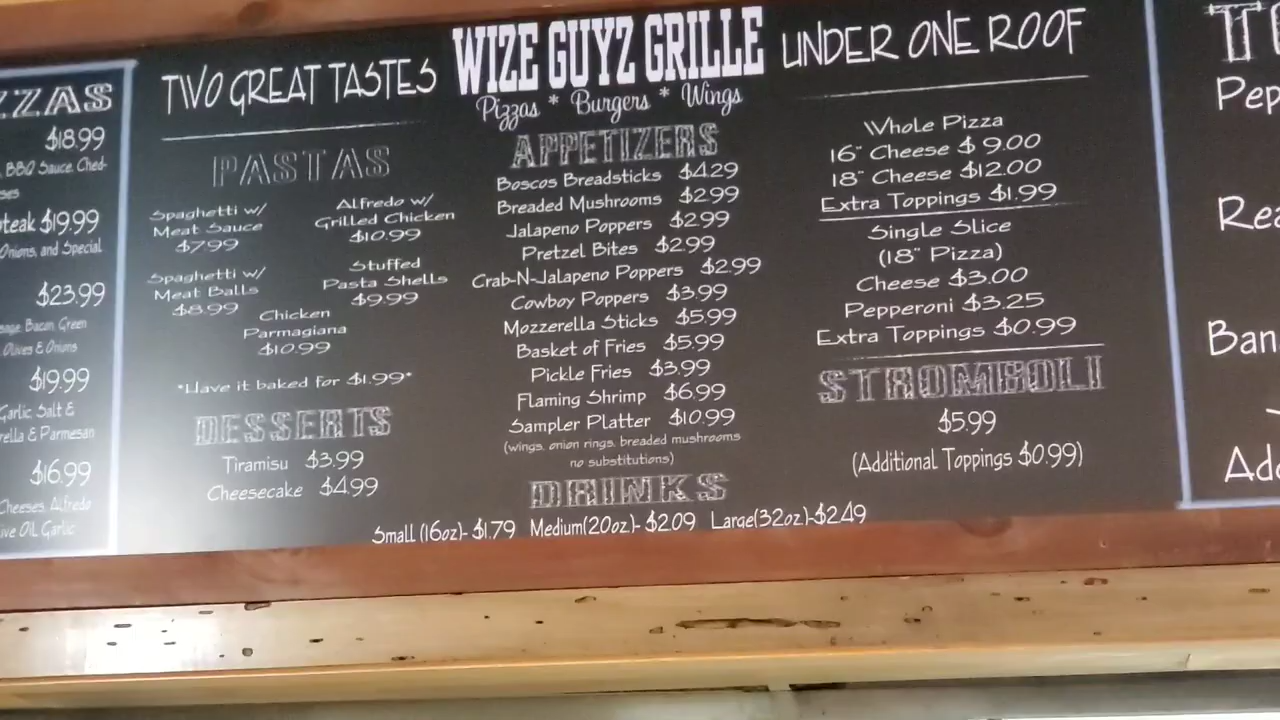 ZZAS
$18.99
BBQ Sauce, Ched-
ses
teak $19.99
Onions, and Special
$23.99
sage, Bacon, Green
Olives & Onions
$19.99
Garlic Salt &
rella & Parmesan
$16.99
Cheeses, Alfredo
ive OIL Garlic
TWO GREAT TASTES
WIZE GUYZ GRILLE
UNDER ONE ROOF
Pizzas * Burgers * Wings
PASTAS
Spaghetti w/
Meat Sauce
$7.99
Alfredo w/
Grilled Chicken
$10.99
Spaghetti w/
Meat Balls
$8.99
Stuffed
Pasta Shells
$9.99
Chicken
Parmagiana
$10.99
*Have it baked for $1.99*
DESSERTS
Tiramisu $3.99
Cheesecake $4.99
APPETIZERS
Boscos Breadsticks $4.29
Breaded Mushrooms $2.99
Jalapeno Poppers $2.99
Pretzel Bites $2.99
Crab-N-Jalapeno Poppers $2.99
Cowboy Poppers $3.99
Mozzerella Sticks $5.99
Basket of Fries $5.99
Pickle Fries $3.99
Flaming Shrimp $6.99
Sampler Platter $10.99
(wings, onion rings, breaded mushrooms
no substitutions)
DRINKS
Small (16oz)- $1.79 Medium(20oz)- $2.09 Large(32oz)-$2.49
Whole Pizza
16" Cheese $ 9.00
18" Cheese $12.00
Extra Toppings $1.99
Single Slice
(18" Pizza)
Cheese $3.00
Pepperoni $3.25
Extra Toppings $0.99
STROMBOLI
$5.99
(Additional Toppings $0.99)
Pep
Red
Ban
Add